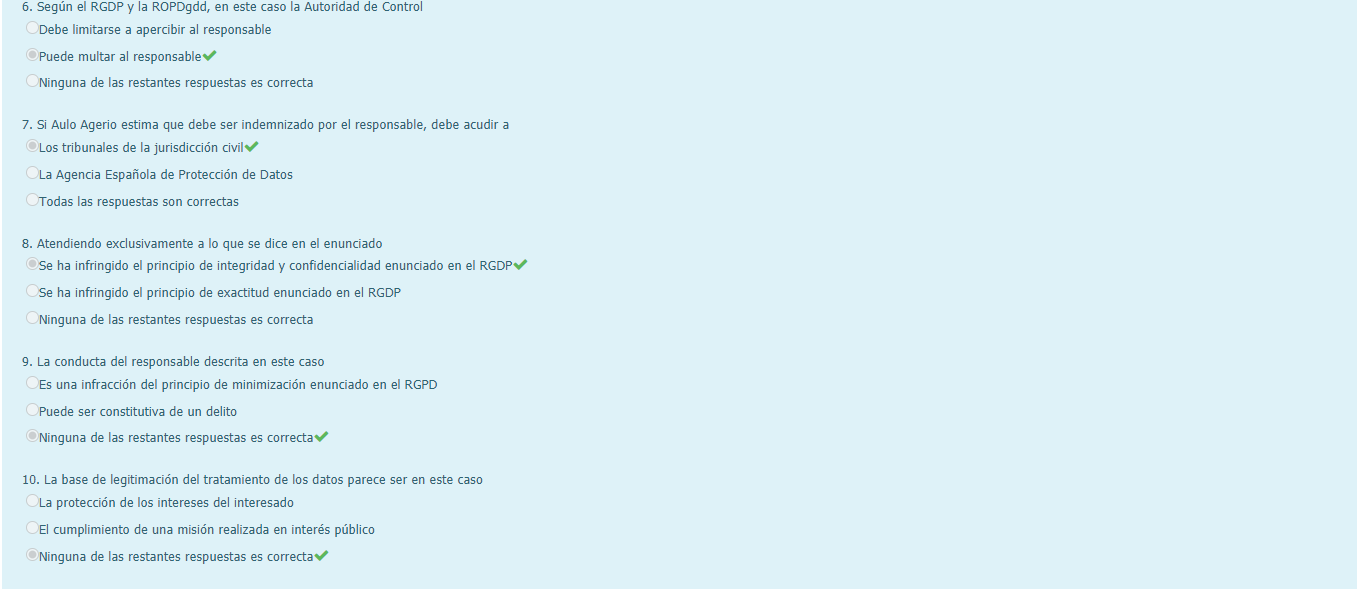 6. Según el RGDP y la ROPDgdd, en este caso la Autoridad de Control
Debe limitarse a apercibir al responsable
Puede multar al responsable
Ninguna de las restantes respuestas es correcta
7. Si Aulo Agerio estima que debe ser indemnizado por el responsable, debe acudir a
Los tribunales de la jurisdicción civil
La Agencia Española de Protección de Datos
Todas las respuestas son correctas
8. Atendiendo exclusivamente a lo que se dice en el enunciado
Se ha infringido el principio de integridad y confidencialidad enunciado en el RGDP
Se ha infringido el principio de exactitud enunciado en el RGDP
Ninguna de las restantes respuestas es correcta
9. La conducta del responsable descrita en este caso
Es una infracción del principio de minimización enunciado en el RGPD
Puede ser constitutiva de un delito
Ninguna de las restantes respuestas es correcta
10. La base de legitimación del tratamiento de los datos parece ser en este caso
La protección de los intereses del interesado
El cumplimiento de una misión realizada en interés público
Ninguna de las restantes respuestas es correcta